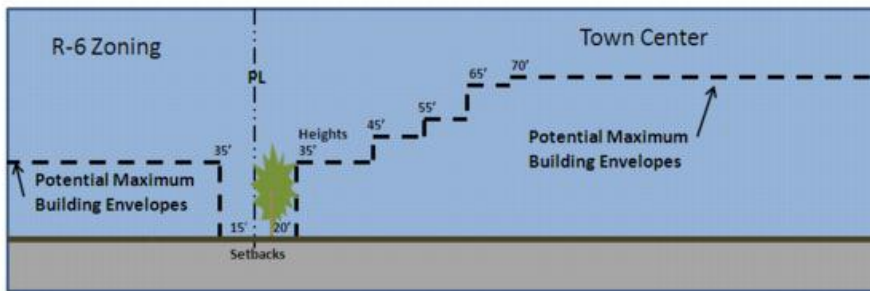 R-6 Zoning
Town Center
PL
65'
70'
55'
45'
Heights
35'
35'
Potential Maximum
Building Envelopes
Potential Maximum
Building Envelopes
15'
20'
Setbacks